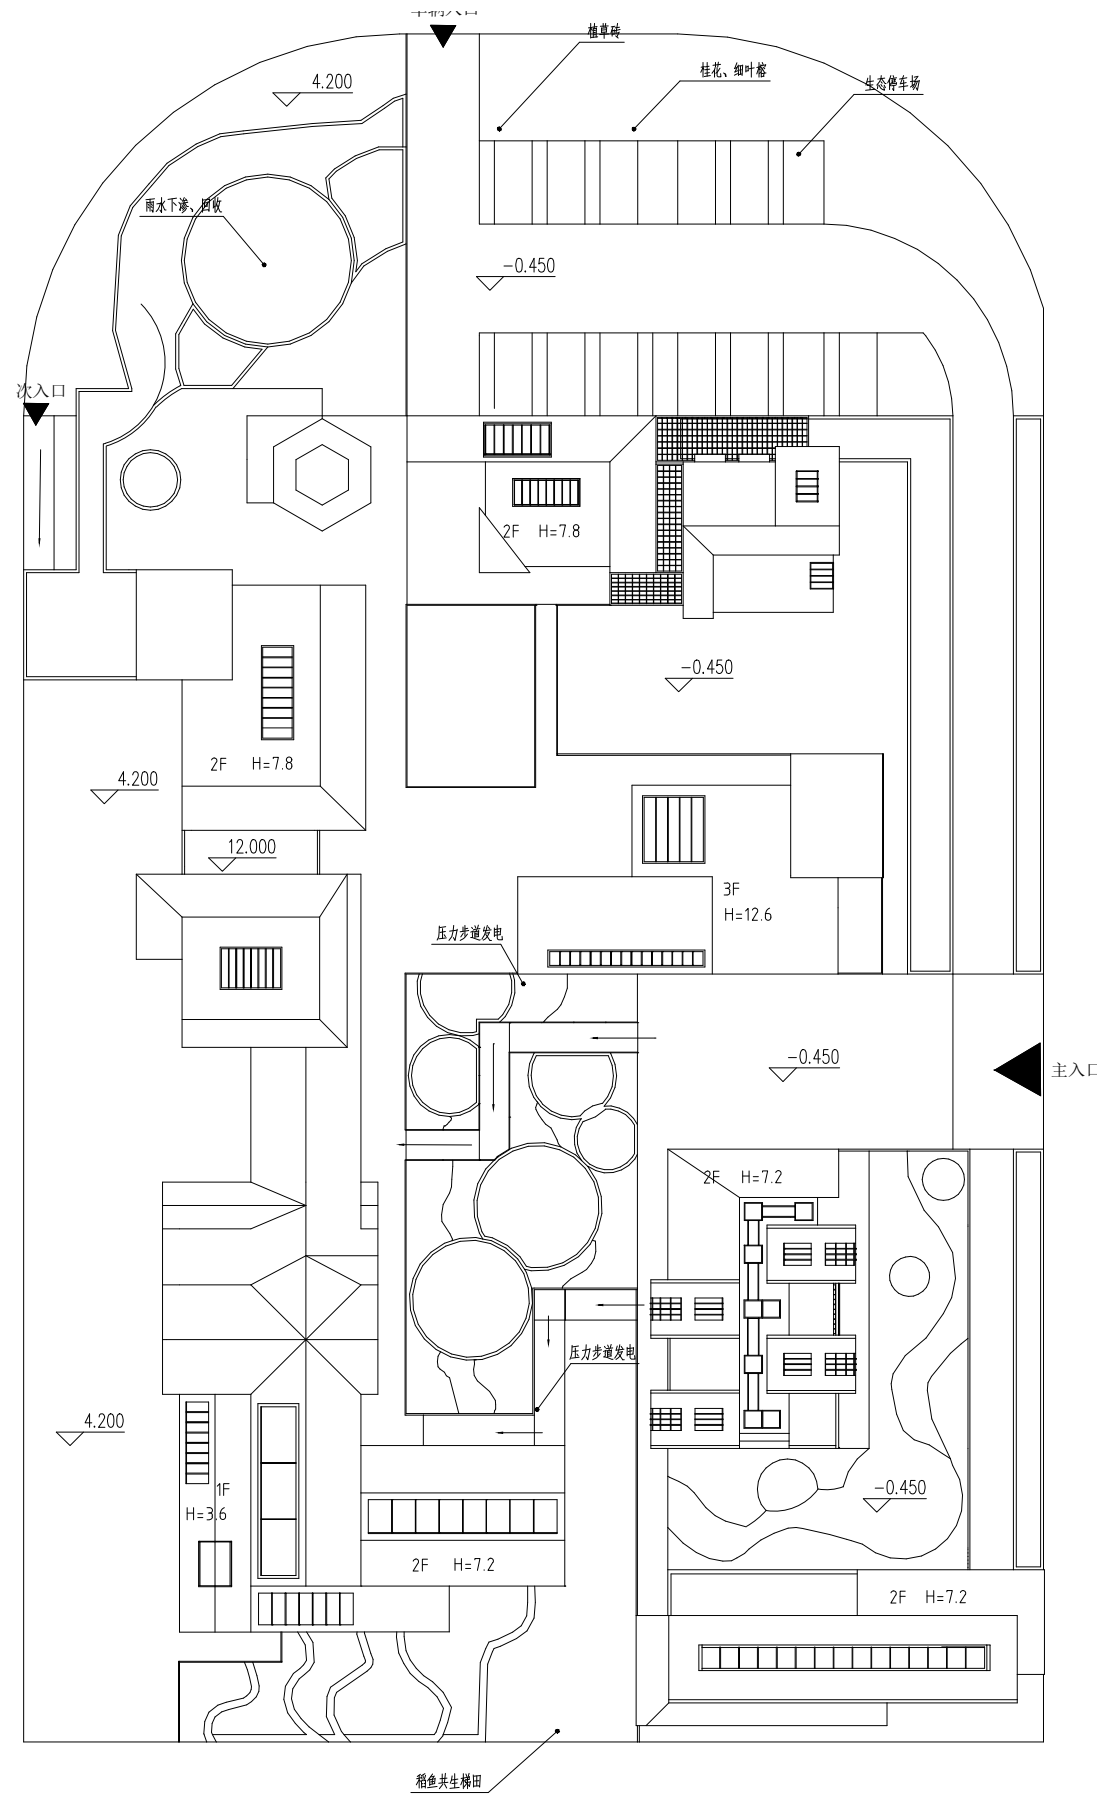 车辆入口
植草砖
桂花、细叶榕
生态停车场
4.200
雨水下渗、回收
-0.450
次入口
2F H=7.8
-0.450
2F H=7.8
4.200
12.000
3F
H=12.6
压力步道发电
-0.450
主入口
2F H=7.2
压力步道发电
4.200
1F
H=3.6
-0.450
2F H=7.2
2F H=7.2
稻鱼共生梯田